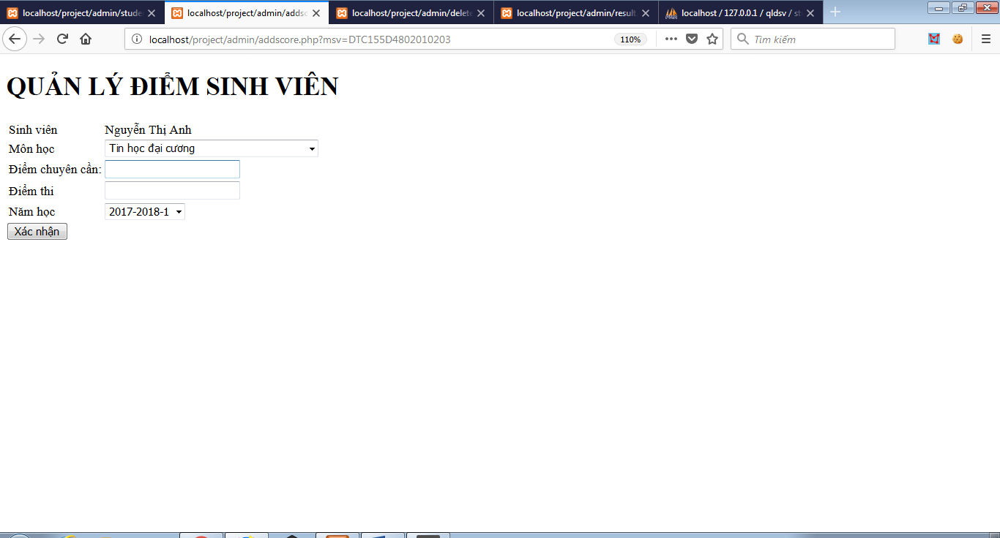 localhost/project/admin/stude
localhost/project/admin/addsc
localhost/project/admin/delete
localhost/project/admin/result
localhost / 127.0.0.1 / qldsv / st
localhost/project/admin/addscore.php?msv=DTC155D4802010203
110%
Tìm kiếm
QUẢN LÝ ĐIỂM SINH VIÊN
Sinh viên Nguyễn Thị Anh
Môn học Tin học đại cương
Điểm chuyên cần:
Điểm thi
Năm học 2017-2018-1
Xác nhận